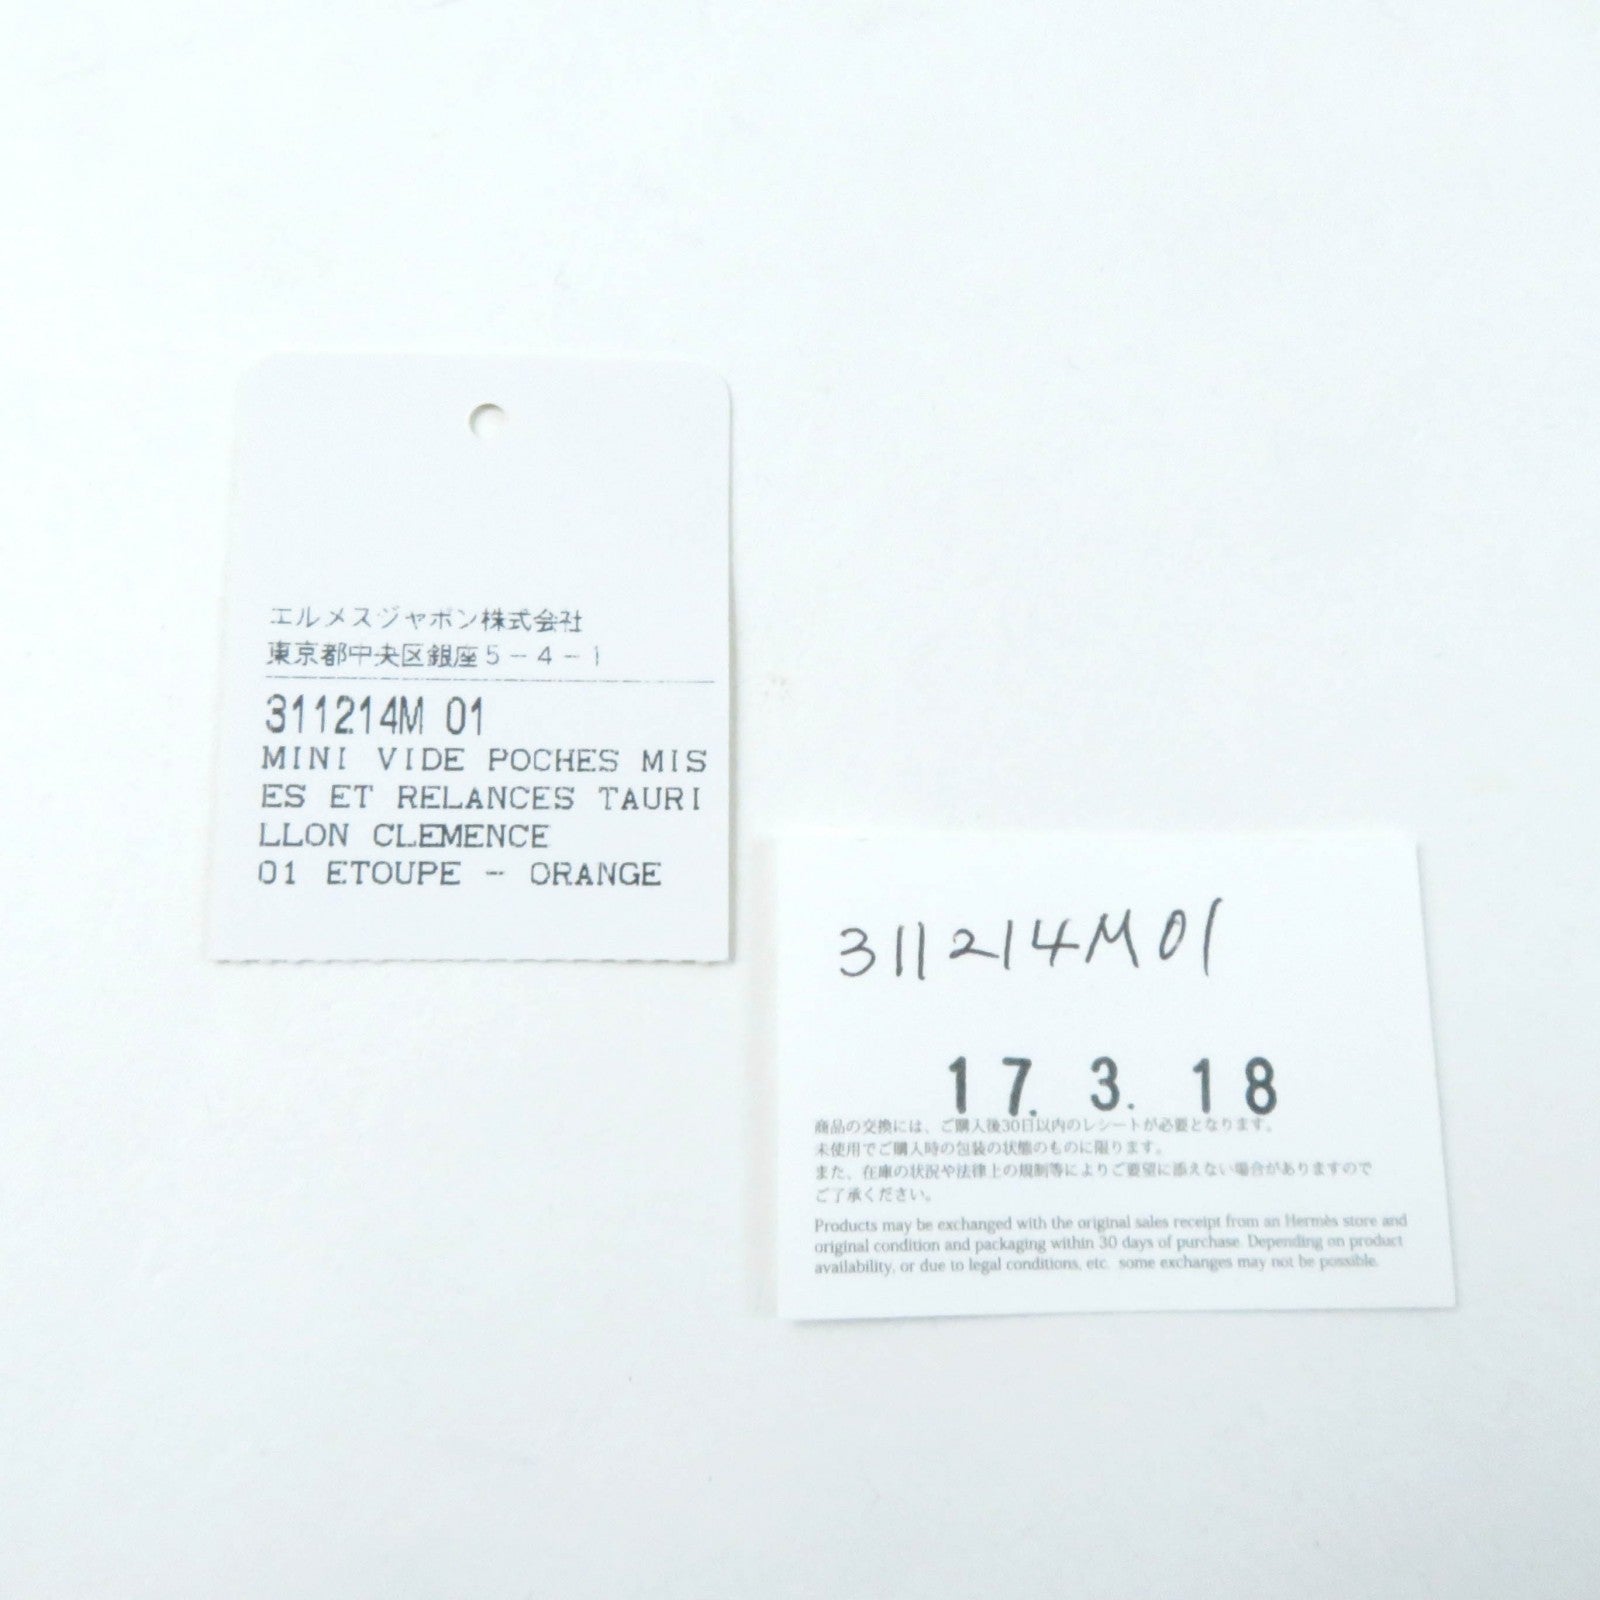 エルメスジャポン株式会社
東京都中央区銀座5-4-1
311214M 01
MINI VIDE POCHES MIS
ES ET RELANCES TAURI
LLON CLEMENCE
01 ETOUPE - ORANGE
311214M01
17. 3. 18
商品の交換には、ご購入後30日以内のレシートが必要となります。
未使用でご購入時の包装の状態のものに限ります。
また、在庫の状況や法律上の規制等によりご要望に添えない場合がありますので
ご了承ください。
Products may be exchanged with the original sales receipt from an Hermès store and
original condition and packaging within 30 days of purchase. Depending on product
availability, or due to legal conditions, etc. some exchanges may not be possible.